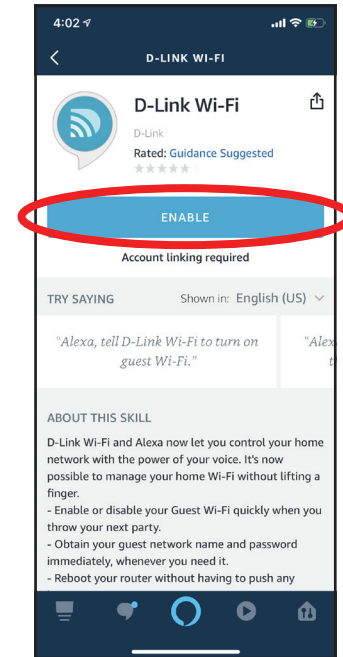 4:02
D-LINK WI-FI
D-Link Wi-Fi
D-Link
Rated: Guidance Suggested
ENABLE
Account linking required
TRY SAYING
Shown in: English (US)
"Alexa, tell D-Link Wi-Fi to turn on
guest Wi-Fi."
"Alex
t
ABOUT THIS SKILL
D-Link Wi-Fi and Alexa now let you control your home
network with the power of your voice. It's now
possible to manage your home Wi-Fi without lifting a
finger.
- Enable or disable your Guest Wi-Fi quickly when you
throw your next party.
- Obtain your guest network name and password
immediately, whenever you need it.
- Reboot your router without having to push any